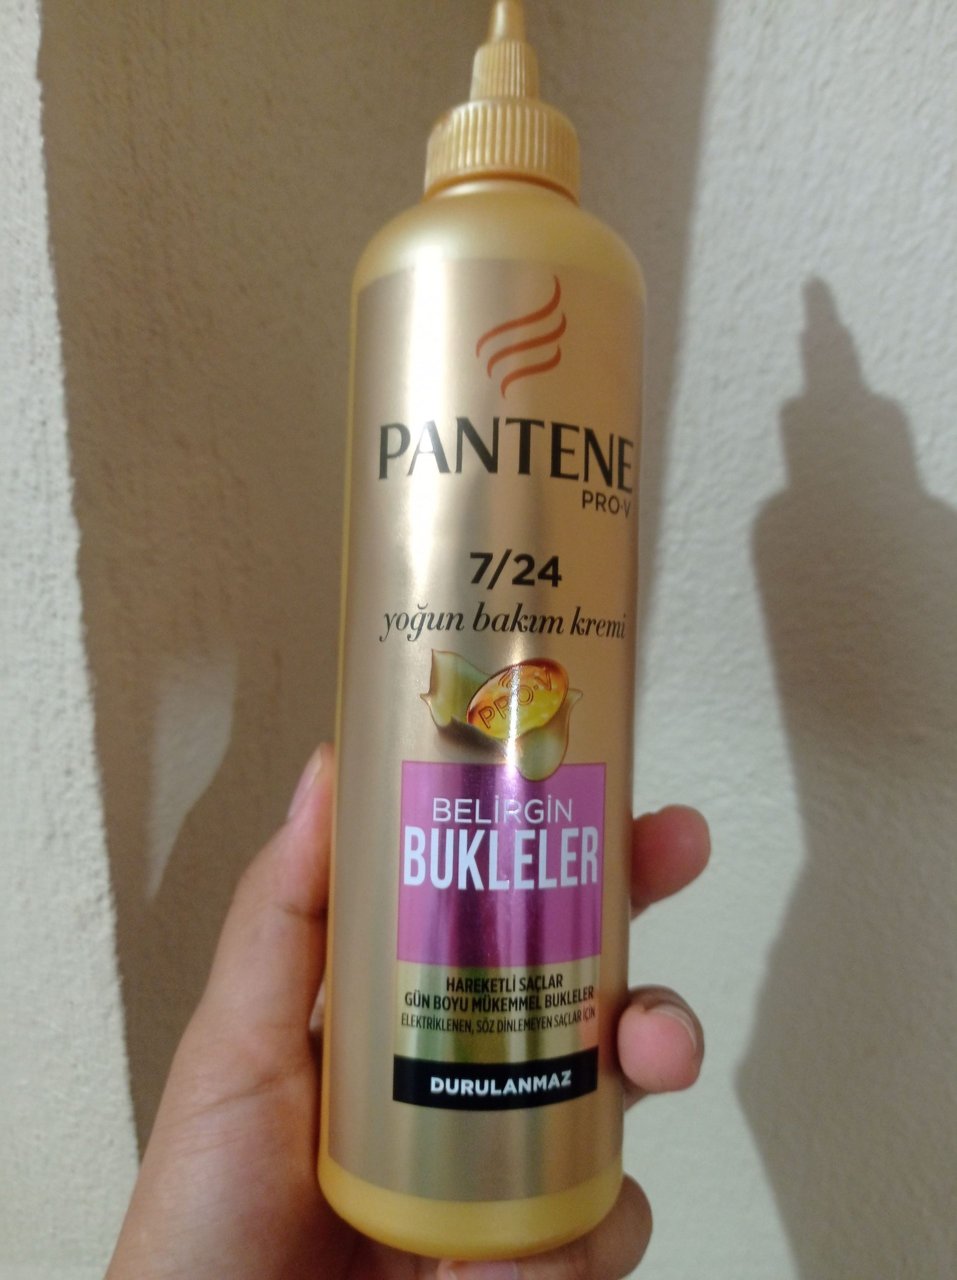 PANTENE
PRO-V
7/24
yoğun bakım kremi
PRO-V
BELİRGİN
BUKLELER
HAREKETLİ SAÇLAR
GÜN BOYU MÜKEMMEL BUKLELER
ELEKTRİKLENEN, SÖZ DİNLEMEYEN SAÇLAR İÇİN
DURULANMAZ